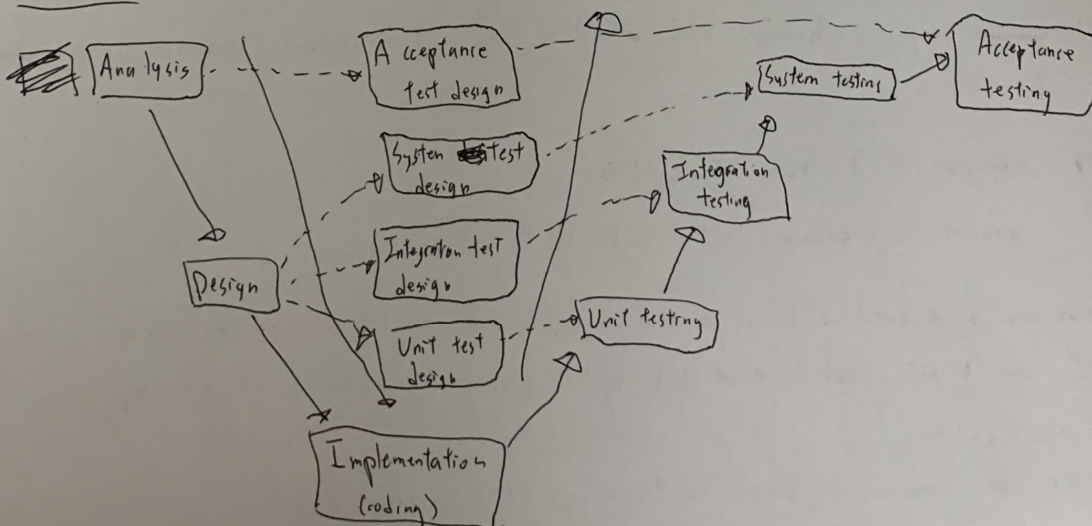 Analysis
Acceptance
test design
System test
design
Integration test
design
Unit test
design
Design
Implementation
(coding)
Unit testing
Integration
testing
System testing
Acceptance
testing